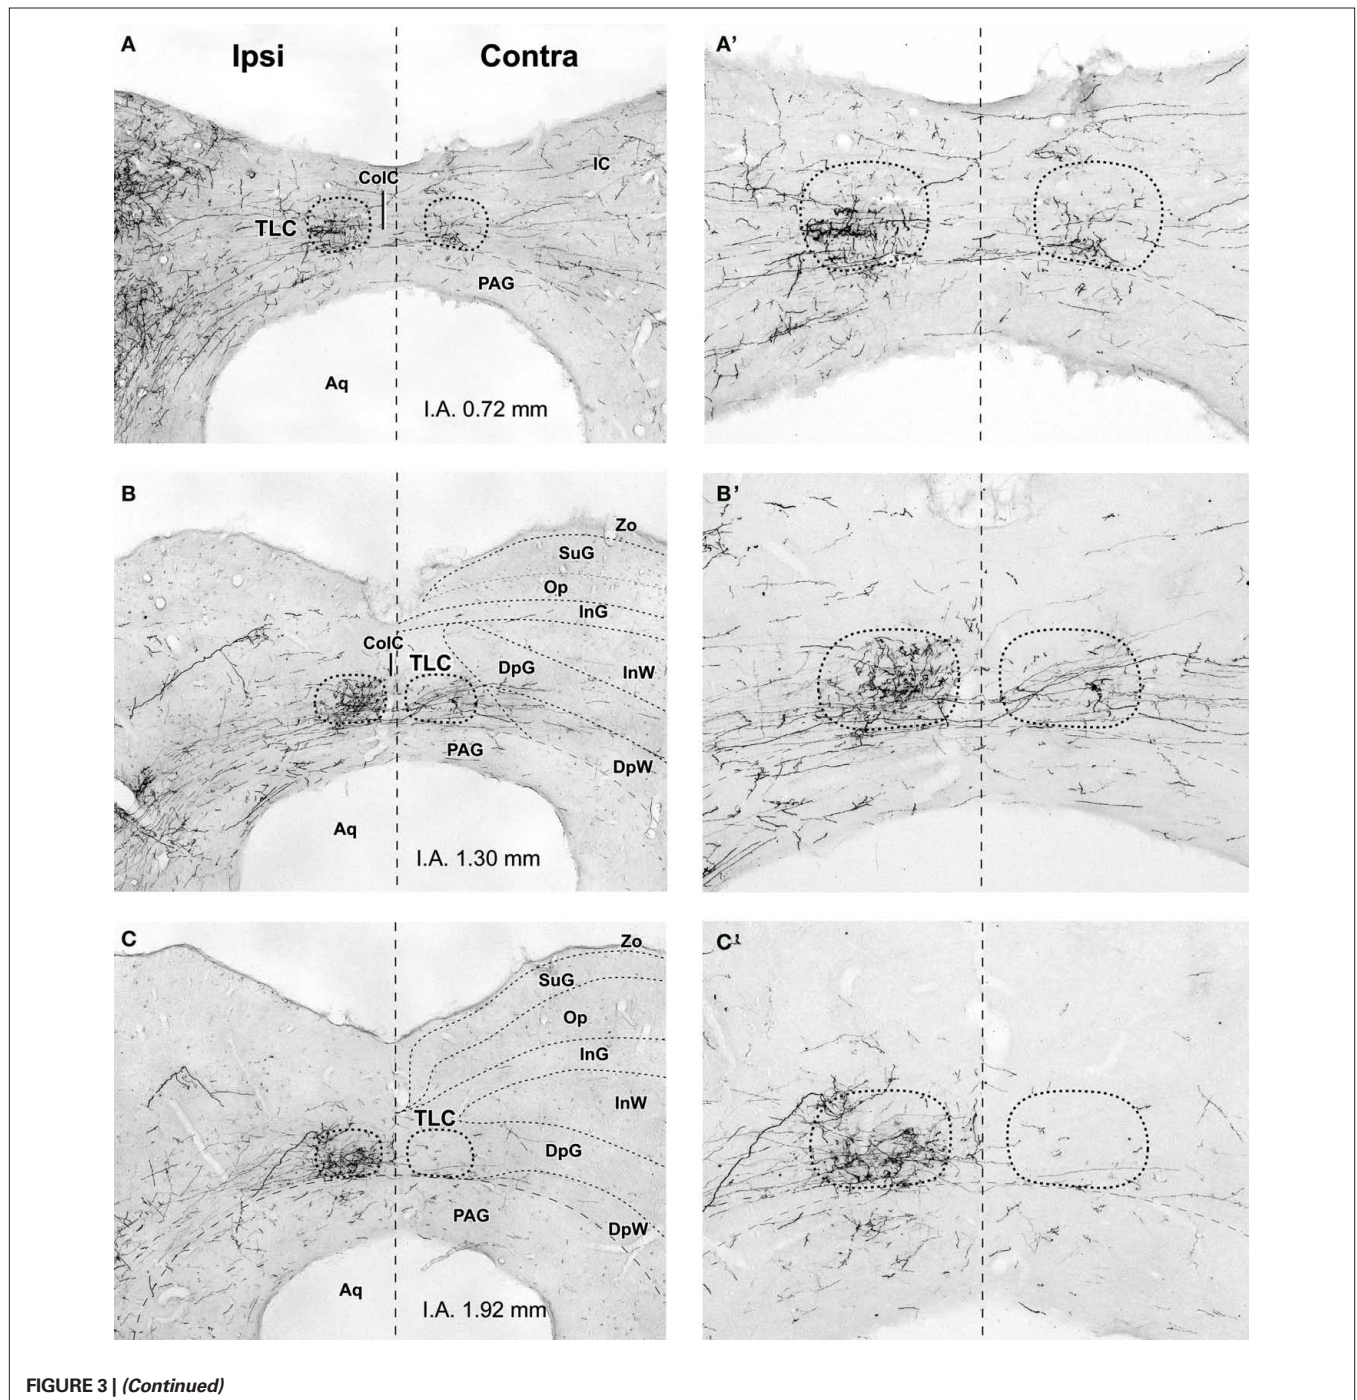 A
Ipsi
Contra
IC
ColC
TLC
PAG
Aq
I.A. 0.72 mm
A'
B
Zo
SuG
Op
InG
ColC
TLC
DpG
InW
PAG
DpW
Aq
I.A. 1.30 mm
B'
C
Zo
SuG
Op
InG
InW
TLC
DpG
PAG
DpW
Aq
I.A. 1.92 mm
C'
FIGURE 3 | (Continued)